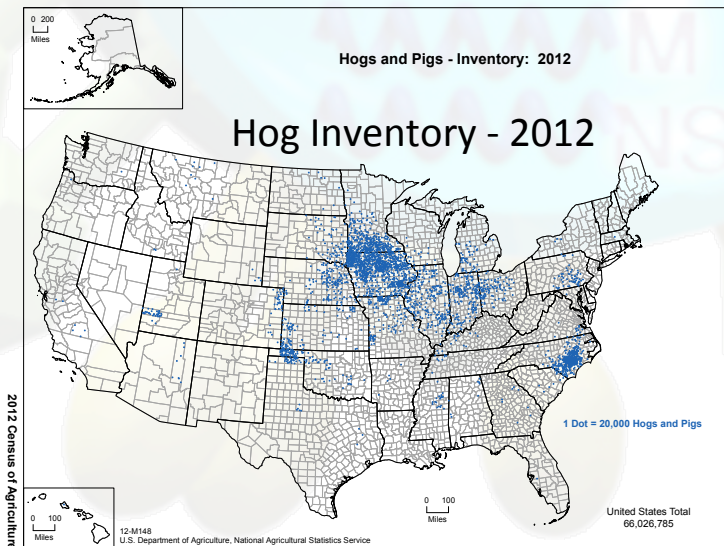 0 200
Miles
Hogs and Pigs - Inventory: 2012
M
NS
Hog Inventory - 2012
1 Dot = 20,000 Hogs and Pigs
2012 Census of Agriculture
0 100
Miles
12-M148
U.S. Department of Agriculture, National Agricultural Statistics Service
0 100
Miles
United States Total
66,026,785